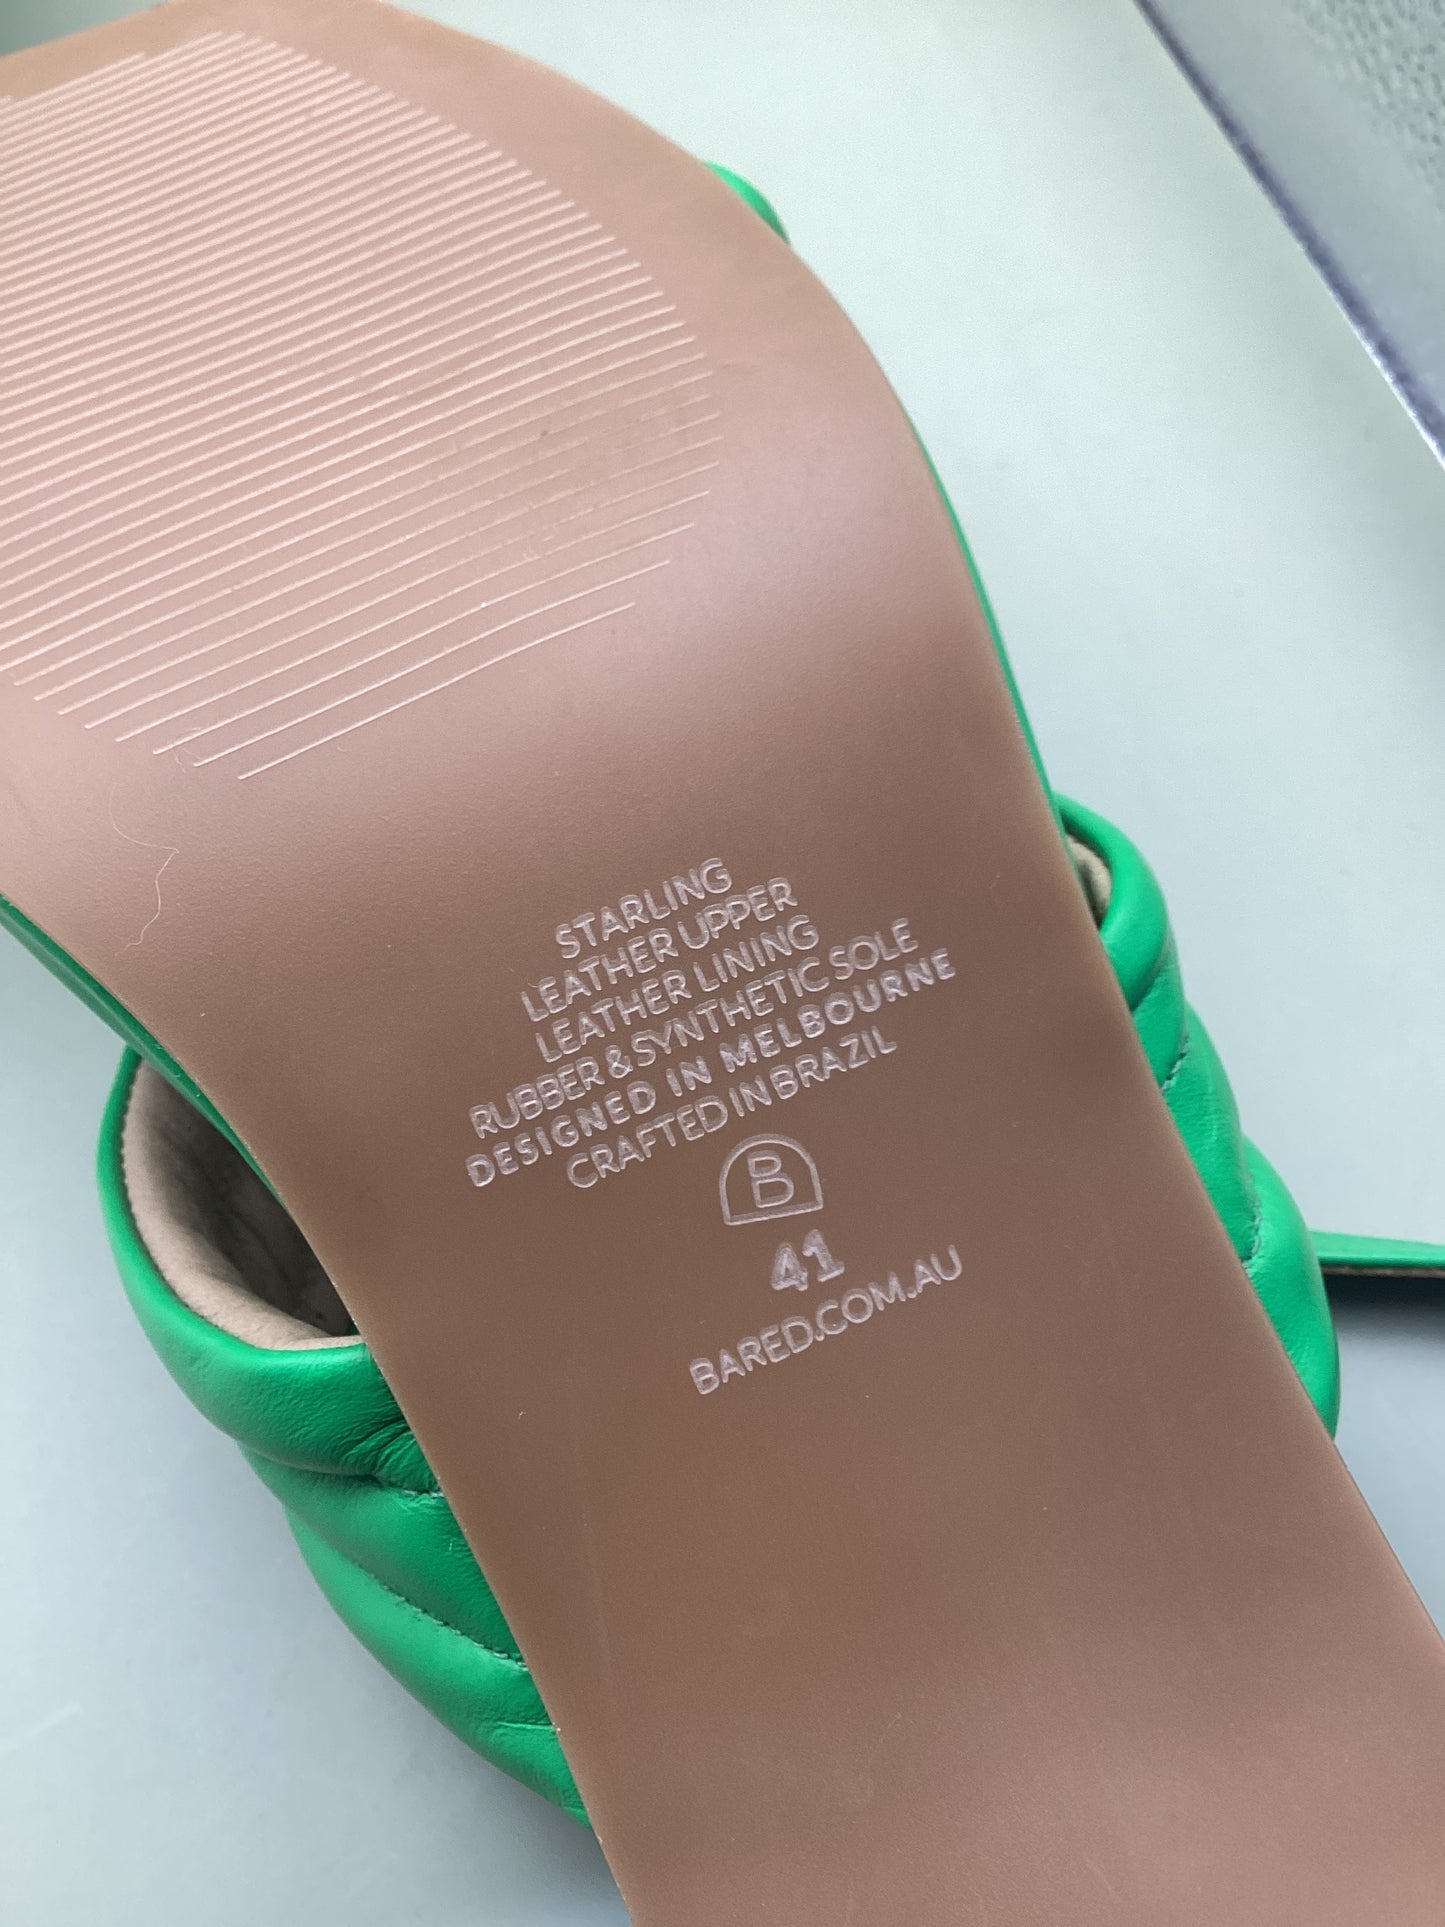 STARLING
LEATHER UPPER
LEATHER LINING
RUBBER & SYNTHETIC SOLE
DESIGNED IN MELBOURNE
CRAFTED IN BRAZIL
B
41
BARED.COM.AU